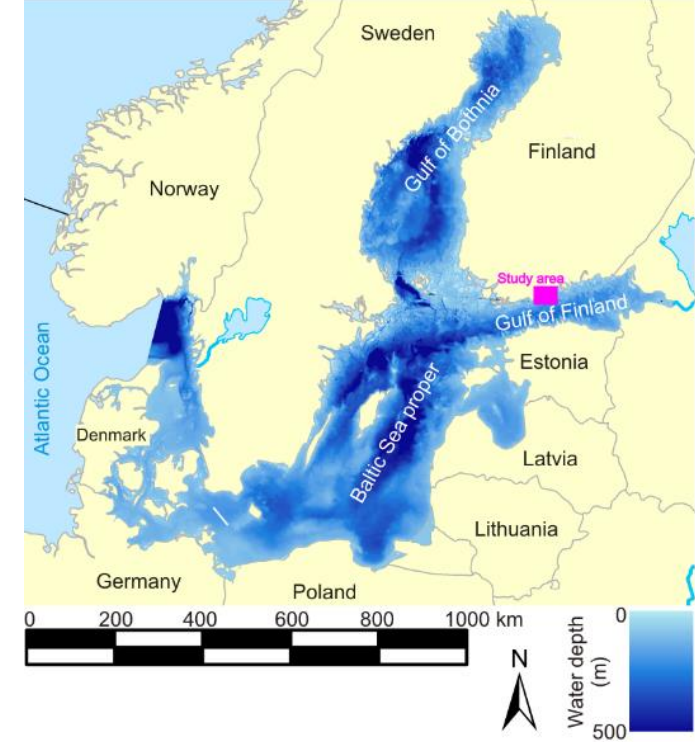 Sweden
Gulf of Bothnia
Finland
Norway
Study area
Gulf of Finland
Atlantic Ocean
Estonia
Baltic Sea proper
Denmark
Latvia
Lithuania
Germany
Poland
0 200 400 600 800 1000 km
N
Water depth
(m)
0
500